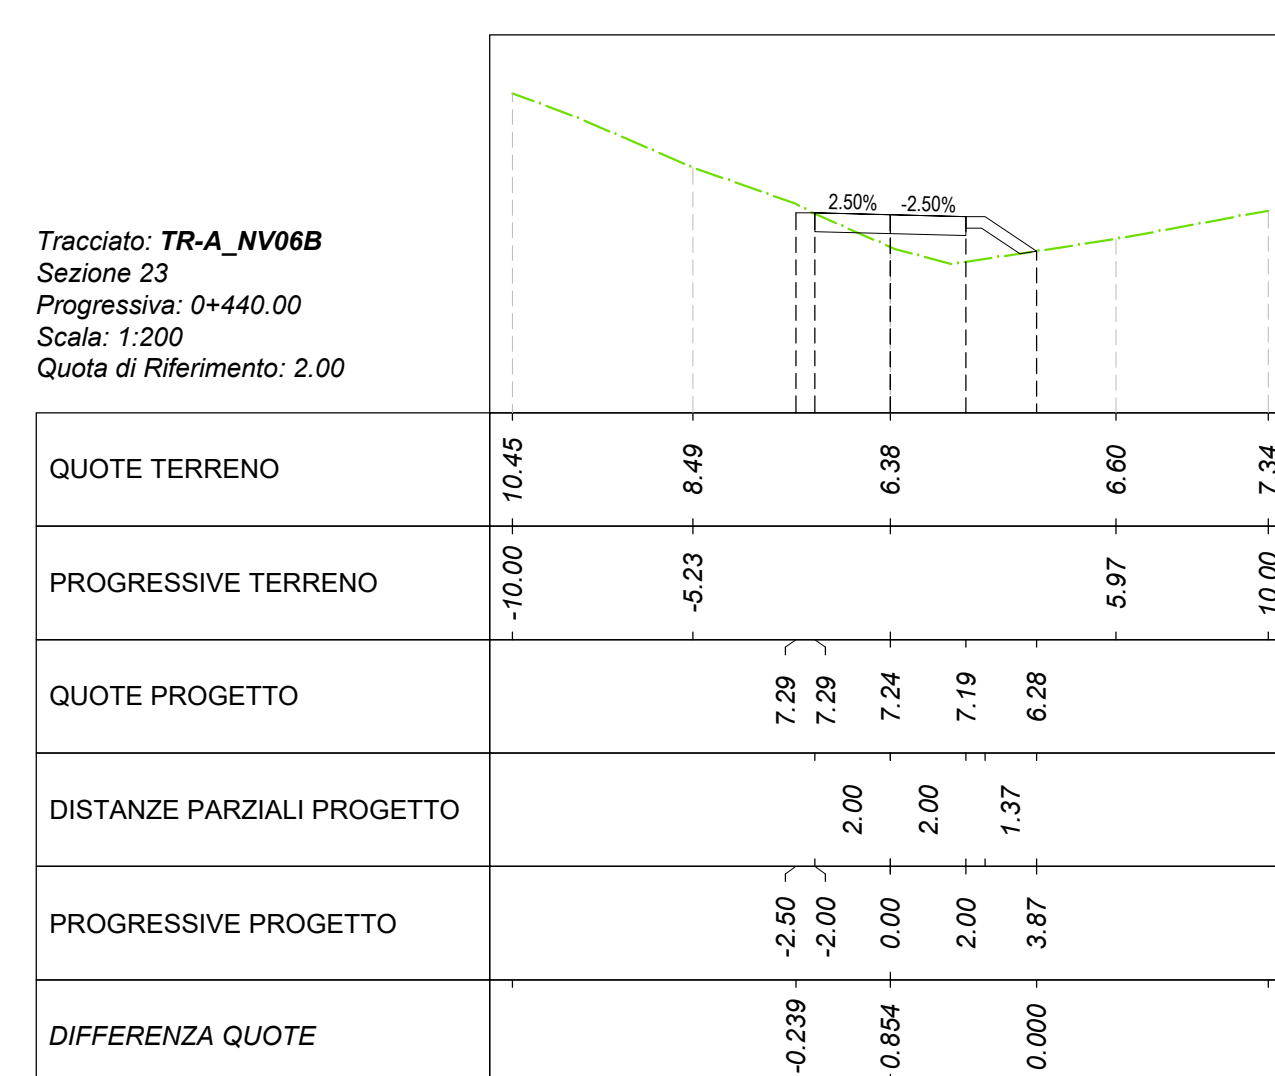 2.50% -2.50%
Tracciato: TR-A_NV06B
Sezione 23
Progressiva: 0+440.00
Scala: 1:200
Quota di Riferimento: 2.00
QUOTE TERRENO 10.45 8.49 6.38 6.60 7.34
PROGRESSIVE TERRENO -10.00 -5.23 5.97 10.00
QUOTE PROGETTO 7.29 7.29 7.24 7.19 6.28
DISTANZE PARZIALI PROGETTO 2.00 2.00 1.37
PROGRESSIVE PROGETTO -2.50 -2.00 0.00 2.00 3.87
DIFFERENZA QUOTE -0.239 0.854 0.000